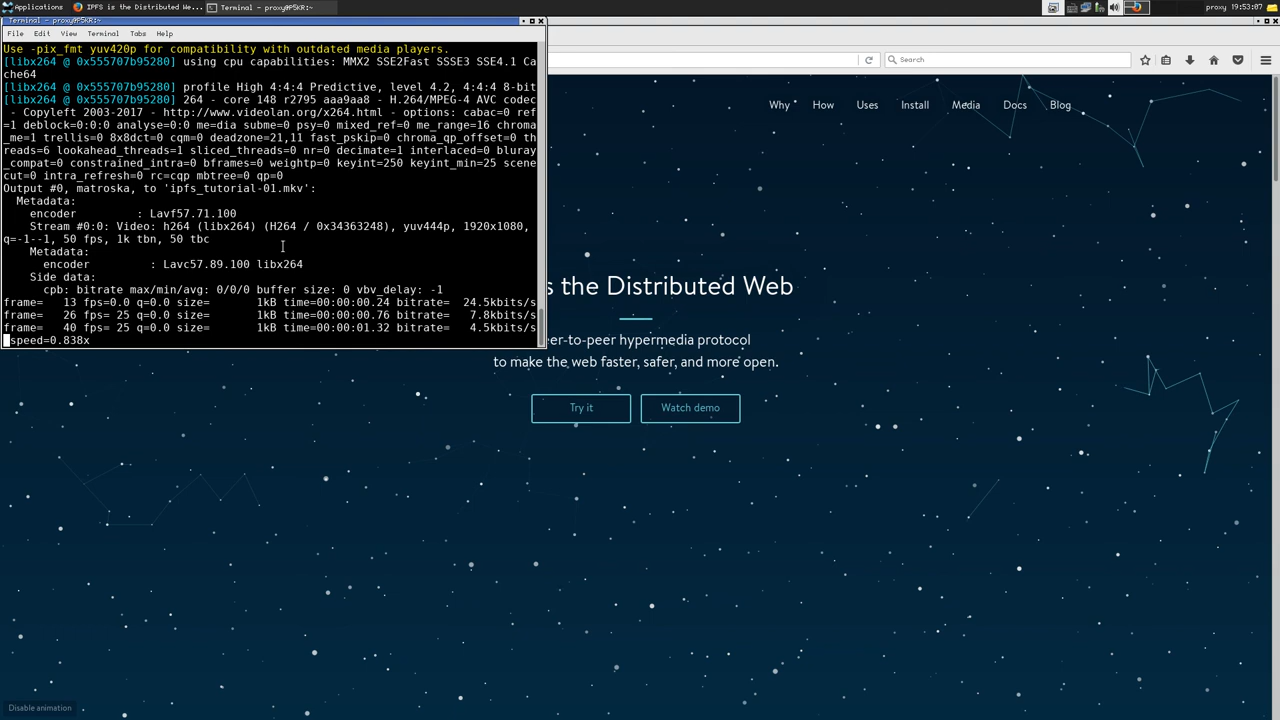 Applications
IPFS is the Distributed We...
Terminal - proxy@P5KR:~
proxy
19:53:07
Terminal - proxy@P5KR:~
File Edit View Terminal Tabs Help
Use -pix_fmt yuv420p for compatibility with outdated media players.
[libx264 @ 0x555707b95280] using cpu capabilities: MMX2 SSE2Fast SSSE3 SSE4.1 Ca
che64
[libx264 @ 0x555707b95280] profile High 4:4:4 Predictive, level 4.2, 4:4:4 8-bit
[libx264 @ 0x555707b95280] 264 - core 148 r2795 aaa9aa8 - H.264/MPEG-4 AVC codec
- Copyleft 2003-2017 - http://www.videolan.org/x264.html - options: cabac=0 ref
=1 deblock=0:0:0 analyse=0:0 me=dia subme=0 psy=0 mixed_ref=0 me_range=16 chroma
_me=1 trellis=0 8x8dct=0 cqm=0 deadzone=21,11 fast_pskip=0 chroma_qp_offset=0 th
reads=6 lookahead_threads=1 sliced_threads=0 nr=0 decimate=1 interlaced=0 bluray
_compat=0 constrained_intra=0 bframes=0 weightp=0 keyint=250 keyint_min=25 scene
cut=0 intra_refresh=0 rc=cqp mbtree=0 qp=0
Output #0, matroska, to 'ipfs_tutorial-01.mkv':
Metadata:
encoder : Lavf57.71.100
Stream #0:0: Video: h264 (libx264) (H264 / 0x34363248), yuv444p, 1920x1080,
q=-1--1, 50 fps, 1k tbn, 50 tbc
Metadata:
encoder : Lavc57.89.100 libx264
Side data:
cpb: bitrate max/min/avg: 0/0/0 buffer size: 0 vbv_delay: -1
frame= 13 fps=0.0 q=0.0 size= 1kB time=00:00:00.24 bitrate= 24.5kbits/s
frame= 26 fps= 25 q=0.0 size= 1kB time=00:00:00.76 bitrate= 7.8kbits/s
frame= 40 fps= 25 q=0.0 size= 1kB time=00:00:01.32 bitrate= 4.5kbits/s
speed=0.838x
Search
Why How Uses Install Media Docs Blog
s the Distributed Web
eer-to-peer hypermedia protocol
to make the web faster, safer, and more open.
Try it
Watch demo
Disable animation